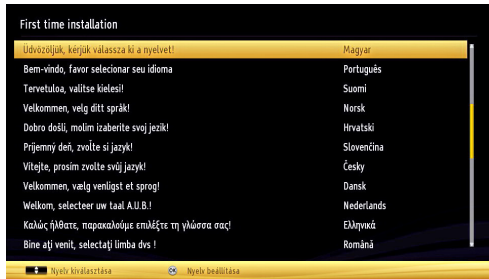 First time installation
Üdvözöljük, kérjük válassza ki a nyelvet! Magyar
Bem-vindo, favor selecionar seu idioma Português
Tervetuloa, valitse kielesi! Suomi
Velkommen, velg ditt språk! Norsk
Dobro došli, molim izaberite svoj jezik! Hrvatski
Príjemný deň, zvoľte si jazyk! Slovenčina
Vítejte, prosím zvolte svůj jazyk! Česky
Velkommen, vælg venligst et sprog! Dansk
Welkom, selecteer uw taal A.U.B.! Nederlands
Καλώς ήλθατε, παρακαλούμε επιλέξτε τη γλώσσα σας! Ελληνικά
Bine aţi venit, selectaţi limba dvs ! Română
Nyelv kiválasztása OK Nyelv beállítása